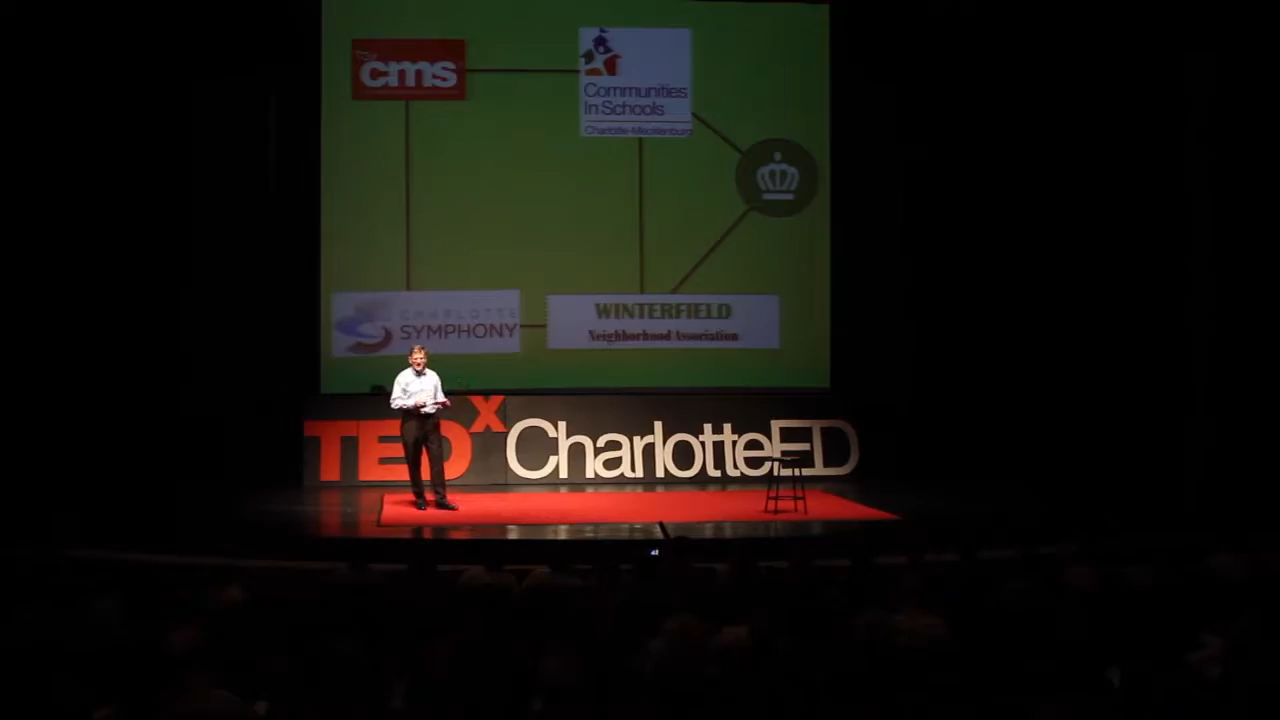 cms
Communities
In Schools
Charlotte-Mecklenburg
CHARLOTTE
SYMPHONY
WINTERFIELD
Neighborhood Association
TEDx CharlotteED